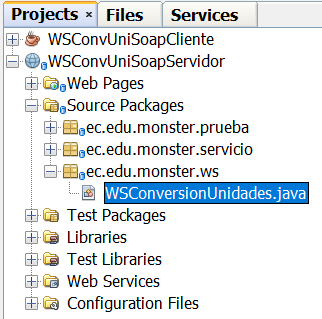 Projects × Files Services
WSConvUniSoapCliente
WSConvUniSoapServidor
Web Pages
Source Packages
ec.edu.monster.prueba
ec.edu.monster.servicio
ec.edu.monster.ws
WSConversionUnidades.java
Test Packages
Libraries
Test Libraries
Web Services
Configuration Files